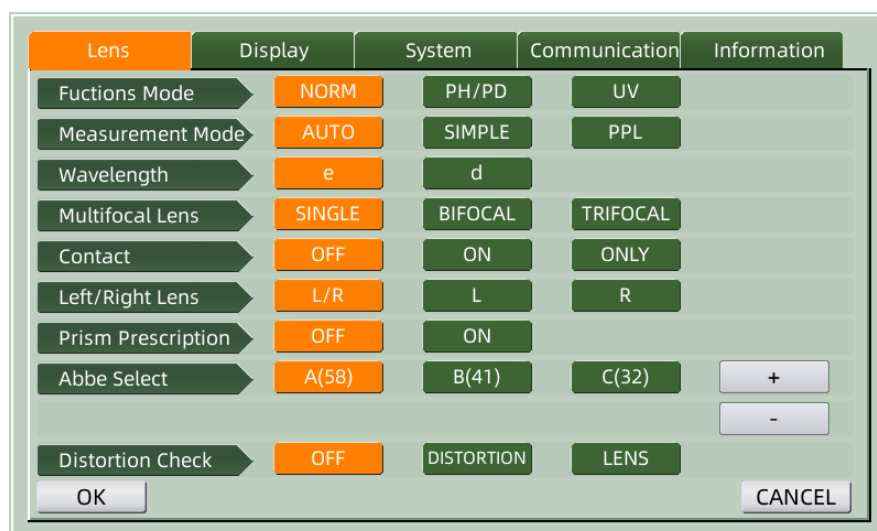 Lens Display System Communication Information
Fuctions Mode NORM PH/PD UV
Measurement Mode AUTO SIMPLE PPL
Wavelength e d
Multifocal Lens SINGLE BIFOCAL TRIFOCAL
Contact OFF ON ONLY
Left/Right Lens L/R L R
Prism Prescription OFF ON
Abbe Select A(58) B(41) C(32) +
-
Distortion Check OFF DISTORTION LENS
OK CANCEL